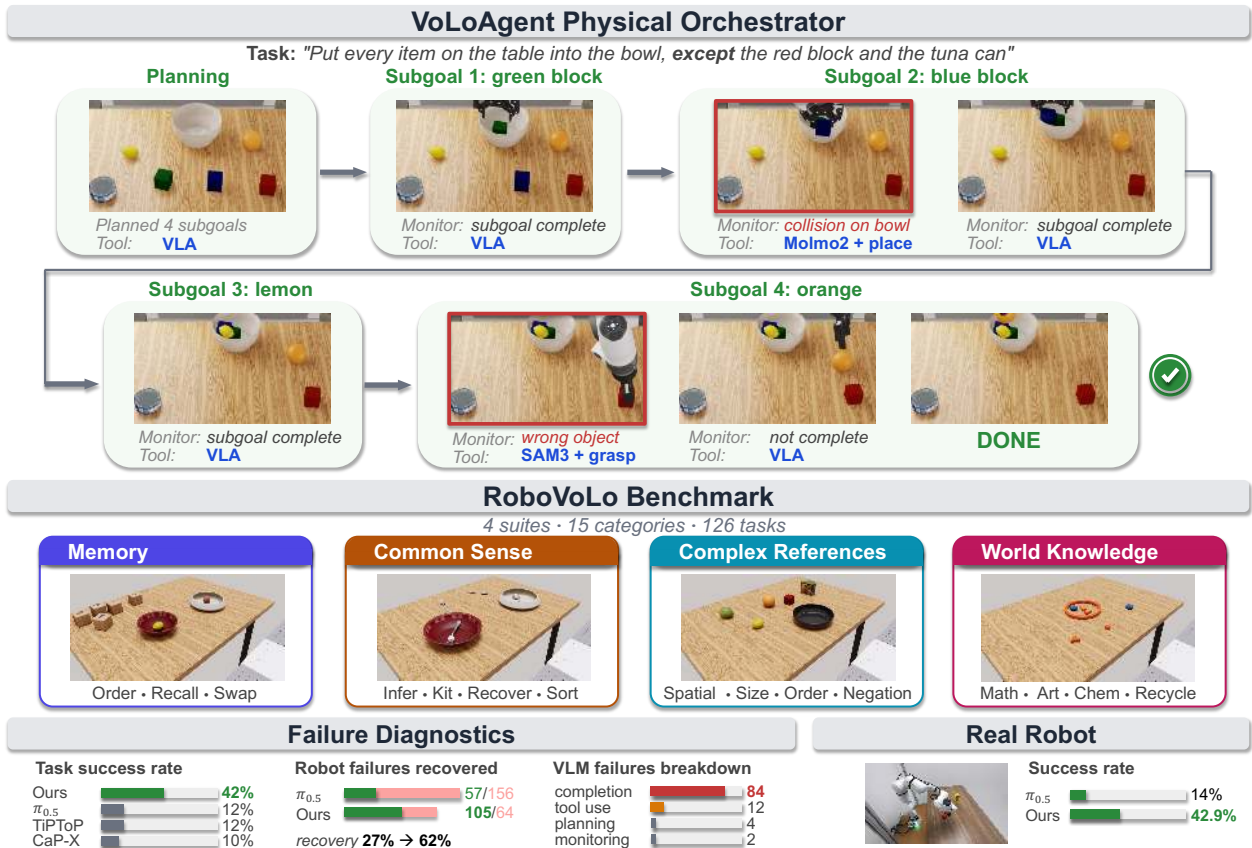 VoLoAgent Physical Orchestrator
Task: "Put every item on the table into the bowl, except the red block and the tuna can"
Planning
Planned 4 subgoals
Tool: VLA
Subgoal 1: green block
Monitor: subgoal complete
Tool: VLA
Subgoal 2: blue block
Monitor: collision on bowl
Tool: Molmo2 + place
Monitor: subgoal complete
Tool: VLA
Subgoal 3: lemon
Monitor: subgoal complete
Tool: VLA
Subgoal 4: orange
Monitor: wrong object
Tool: SAM3 + grasp
Monitor: not complete
Tool: VLA
DONE
RoboVoLo Benchmark
4 suites · 15 categories · 126 tasks
Memory
Order • Recall • Swap
Common Sense
Infer • Kit • Recover • Sort
Complex References
Spatial • Size • Order • Negation
World Knowledge
Math • Art • Chem • Recycle
Failure Diagnostics
Task success rate
Ours 42%
π0.5 12%
TiPToP 12%
CaP-X 10%
Robot failures recovered
π0.5 57/156
Ours 105/64
recovery 27% → 62%
VLM failures breakdown
completion 84
tool use 12
planning 4
monitoring 2
Real Robot
Success rate
π0.5 14%
Ours 42.9%